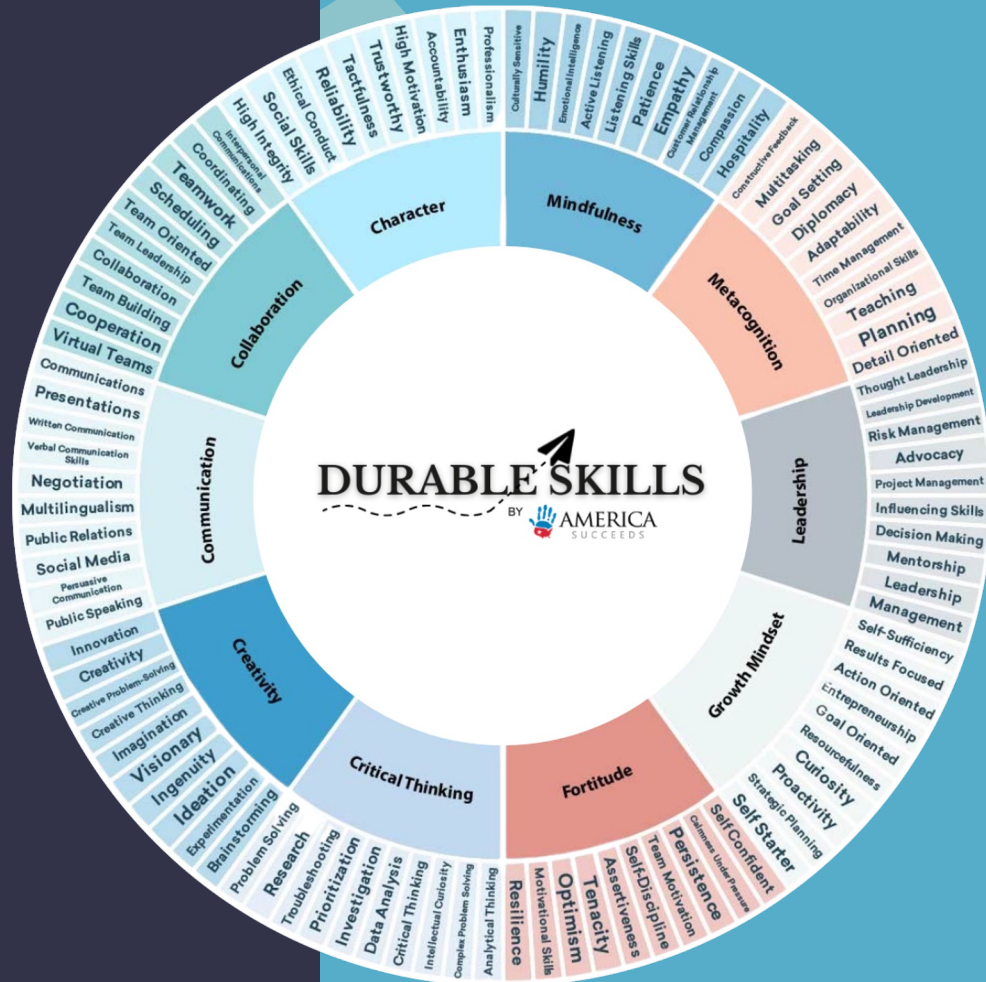 DURABLE SKILLS
BY AMERICA
SUCCEEDS
Character
Professionalism
Enthusiasm
Accountability
High Motivation
Trustworthy
Tactfulness
Reliability
Ethical Conduct
Social Skills
High Integrity
Mindfulness
Culturally Sensitive
Humility
Emotional Intelligence
Active Listening
Listening Skills
Patience
Empathy
Customer Relationship
Management
Compassion
Hospitality
Metacognition
Constructive Feedback
Multitasking
Goal Setting
Diplomacy
Adaptability
Time Management
Organizational Skills
Teaching
Planning
Detail Oriented
Leadership
Thought Leadership
Leadership Development
Risk Management
Advocacy
Project Management
Influencing Skills
Decision Making
Mentorship
Leadership
Management
Growth Mindset
Self-Sufficiency
Results Focused
Action Oriented
Entrepreneurship
Goal Oriented
Resourcefulness
Curiosity
Proactivity
Strategic Planning
Self Starter
Fortitude
Self Confident
Calmness Under Pressure
Persistence
Team Motivation
Self-Discipline
Assertiveness
Tenacity
Optimism
Motivational Skills
Resilience
Critical Thinking
Analytical Thinking
Complex Problem Solving
Intellectual Curiosity
Critical Thinking
Data Analysis
Investigation
Prioritization
Troubleshooting
Research
Problem Solving
Creativity
Brainstorming
Experimentation
Ideation
Ingenuity
Visionary
Imagination
Creative Thinking
Creative Problem-Solving
Creativity
Innovation
Communication
Public Speaking
Persuasive
Communication
Social Media
Public Relations
Multilingualism
Negotiation
Verbal Communication
Skills
Written Communication
Presentations
Communications
Collaboration
Virtual Teams
Cooperation
Team Building
Collaboration
Team Leadership
Team Oriented
Scheduling
Teamwork
Coordinating
Interpersonal
Communications